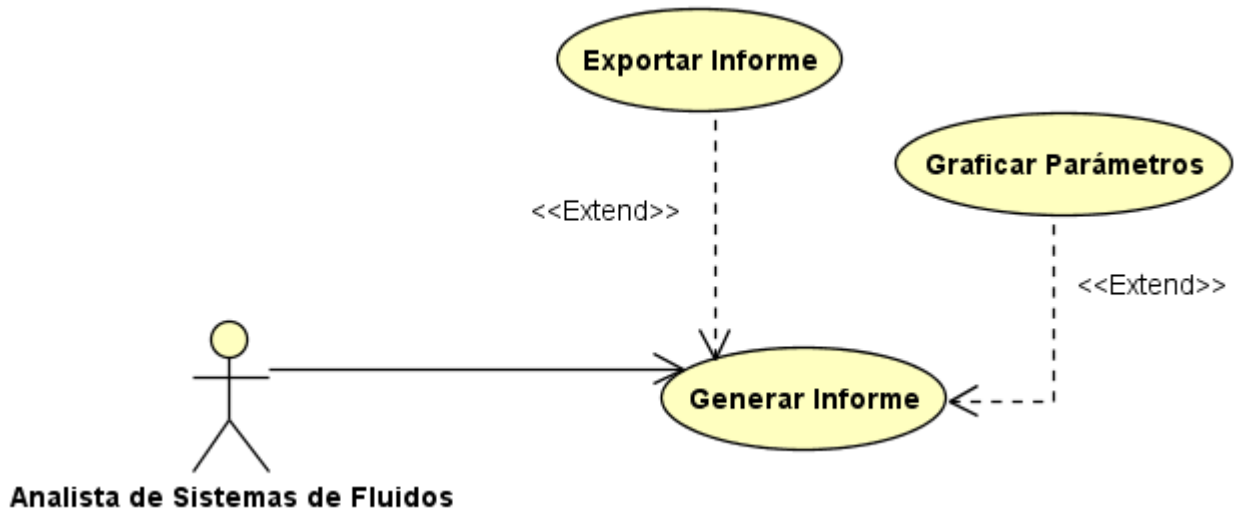 Exportar Informe
Graficar Parámetros
<<Extend>>
<<Extend>>
Generar Informe
Analista de Sistemas de Fluidos